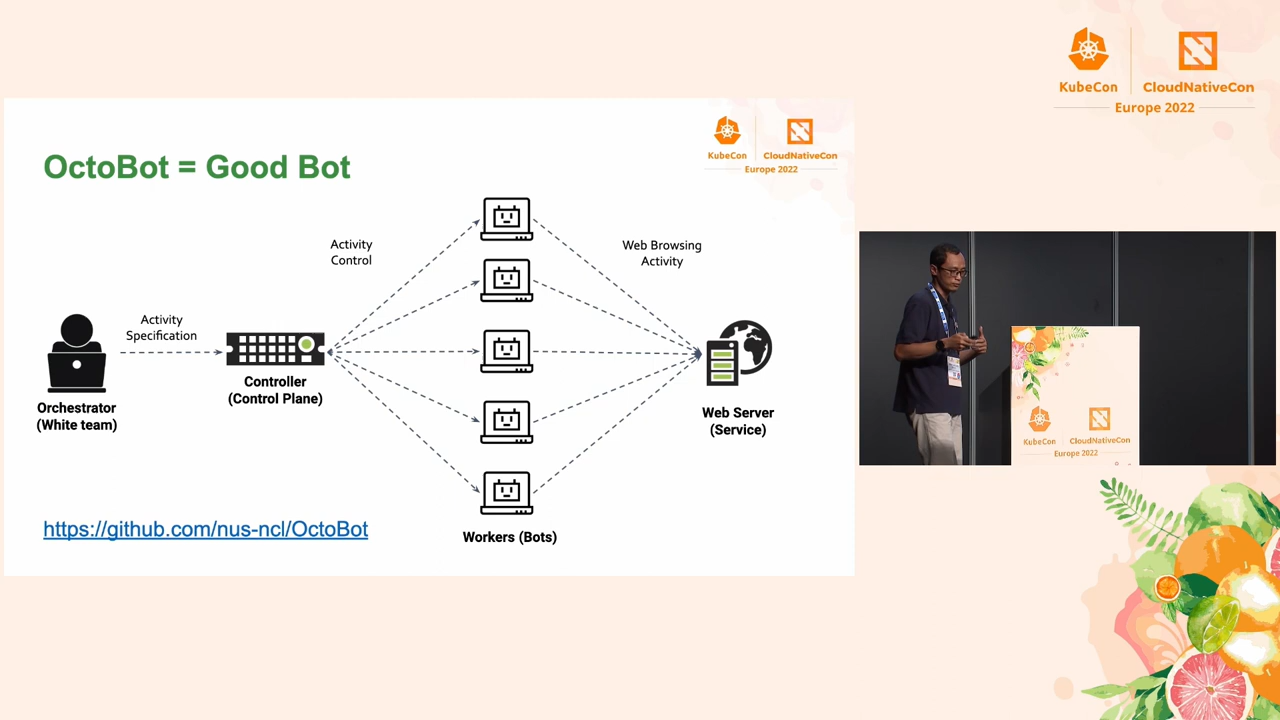 KubeCon
CloudNativeCon
Europe 2022
KubeCon
CloudNativeCon
Europe 2022
OctoBot = Good Bot
Activity
Control
Web Browsing
Activity
Activity
Specification
Controller
(Control Plane)
Orchestrator
(White team)
Web Server
(Service)
https://github.com/nus-ncl/OctoBot
Workers (Bots)
KubeCon
CloudNativeCon
Europe 2022